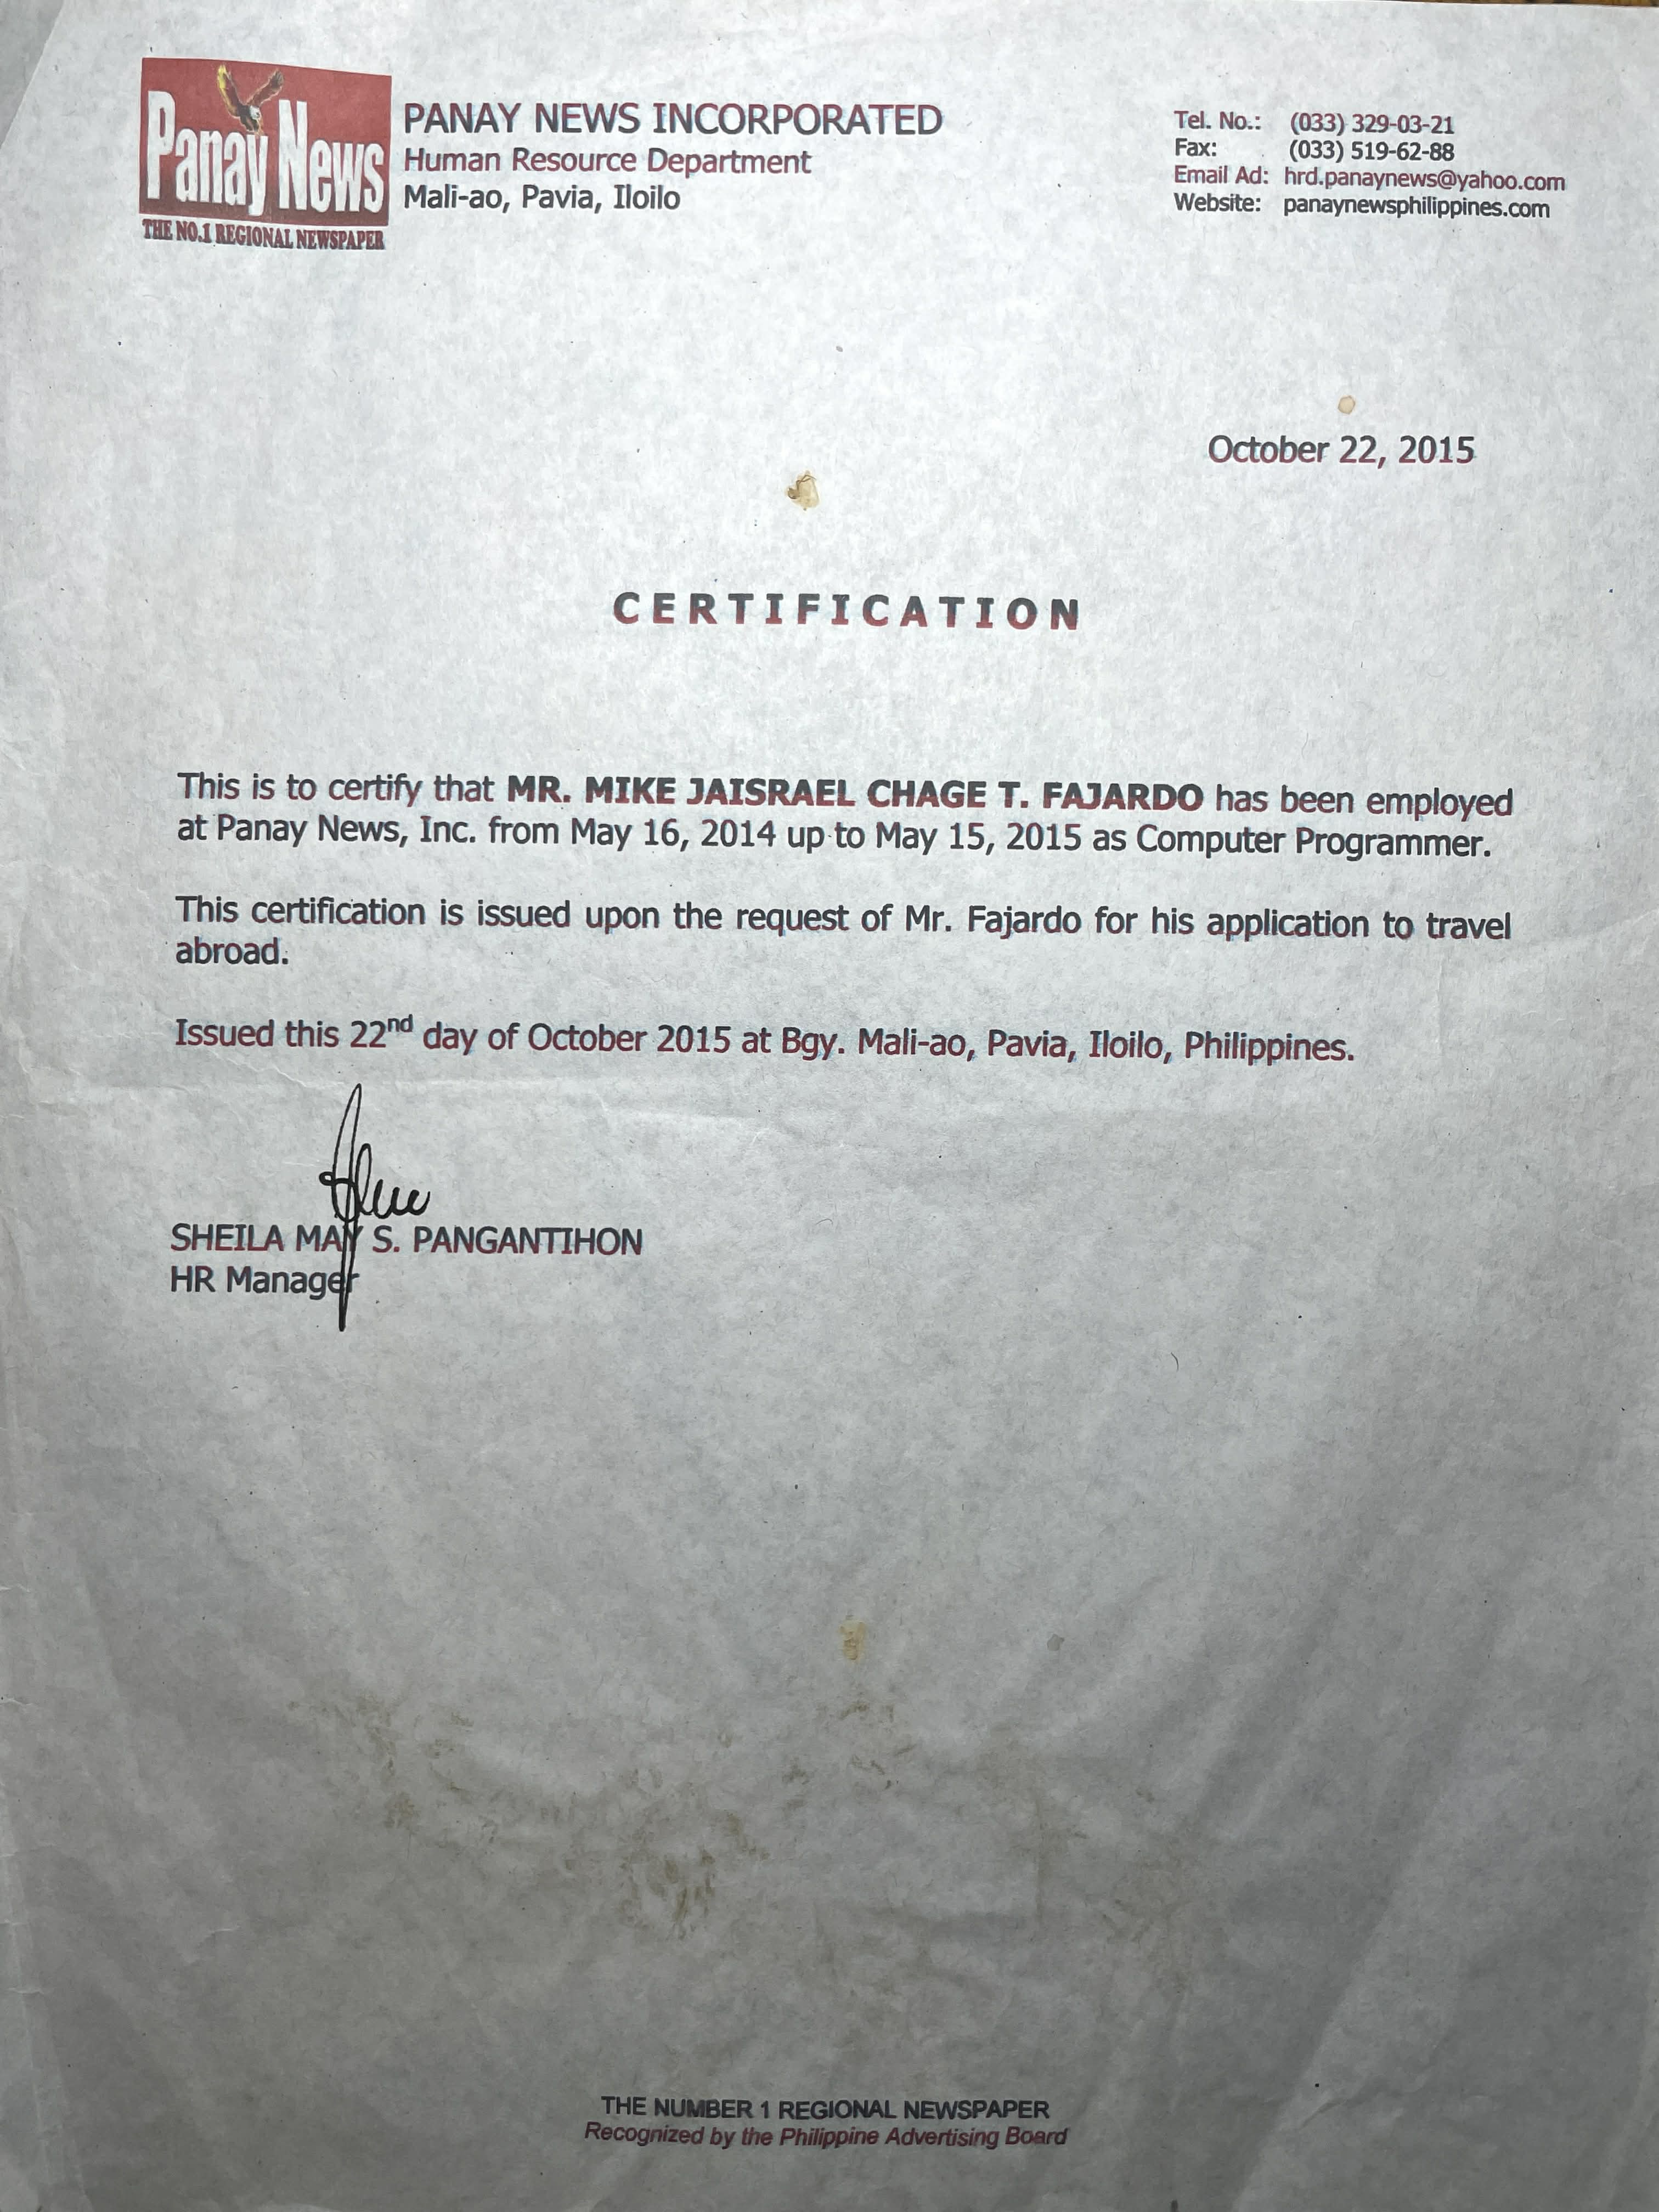 Panay News
THE NO.1 REGIONAL NEWSPAPER
PANAY NEWS INCORPORATED
Human Resource Department
Mali-ao, Pavia, Iloilo
Tel. No.: (033) 329-03-21
Fax: (033) 519-62-88
Email Ad: hrd.panaynews@yahoo.com
Website: panaynewsphilippines.com
October 22, 2015
CERTIFICATION
This is to certify that MR. MIKE JAISRAEL CHAGE T. FAJARDO has been employed
at Panay News, Inc. from May 16, 2014 up to May 15, 2015 as Computer Programmer.
This certification is issued upon the request of Mr. Fajardo for his application to travel
abroad.
Issued this 22nd day of October 2015 at Bgy. Mali-ao, Pavia, Iloilo, Philippines.
SHEILA MAY S. PANGANTIHON
HR Manager
THE NUMBER 1 REGIONAL NEWSPAPER
Recognized by the Philippine Advertising Board